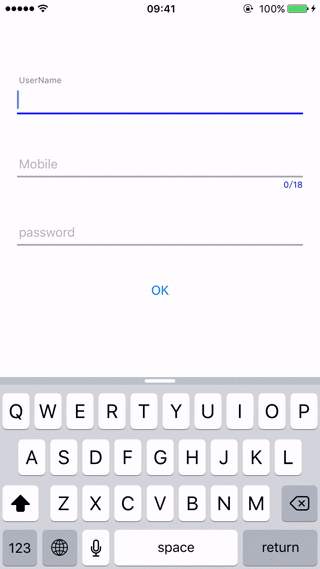 09:41
100%
UserName
Mobile
0/18
password
OK
Q W E R T Y U I O P
A S D F G H J K L
Z X C V B N M
123 space return